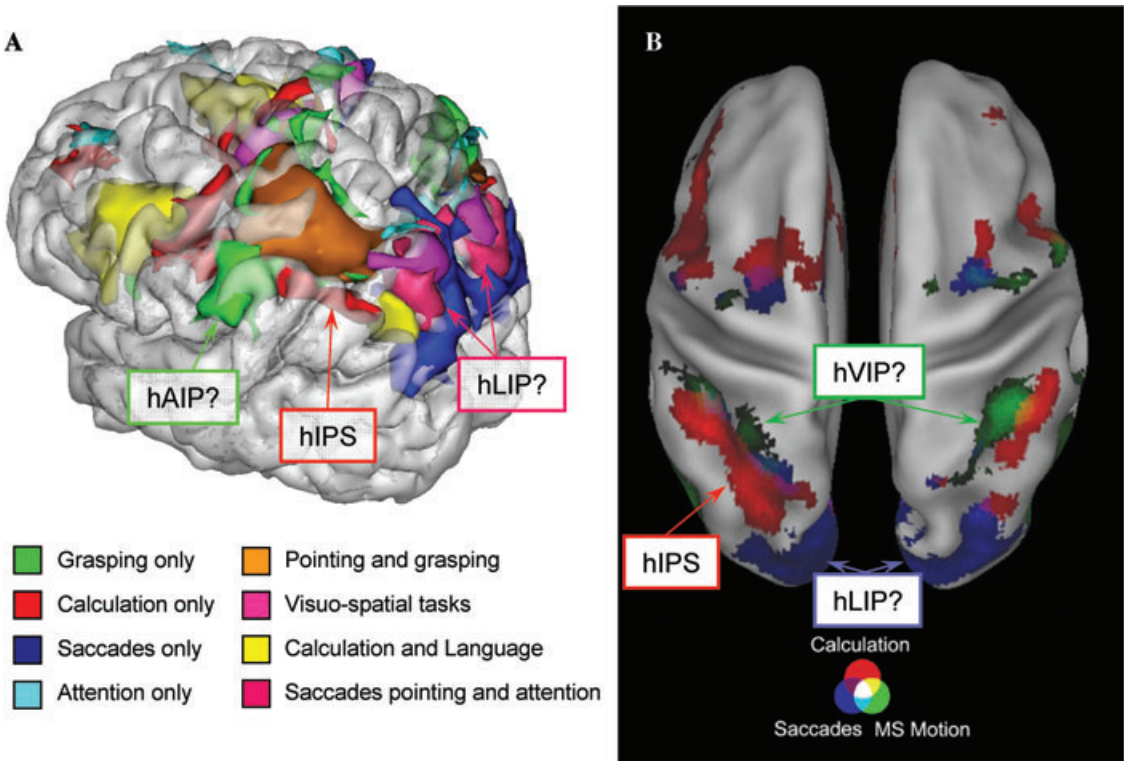 A
hAIP?
hIPS
hLIP?
Grasping only
Calculation only
Saccades only
Attention only
Pointing and grasping
Visuo-spatial tasks
Calculation and Language
Saccades pointing and attention
B
hVIP?
hIPS
hLIP?
Calculation
Saccades MS Motion